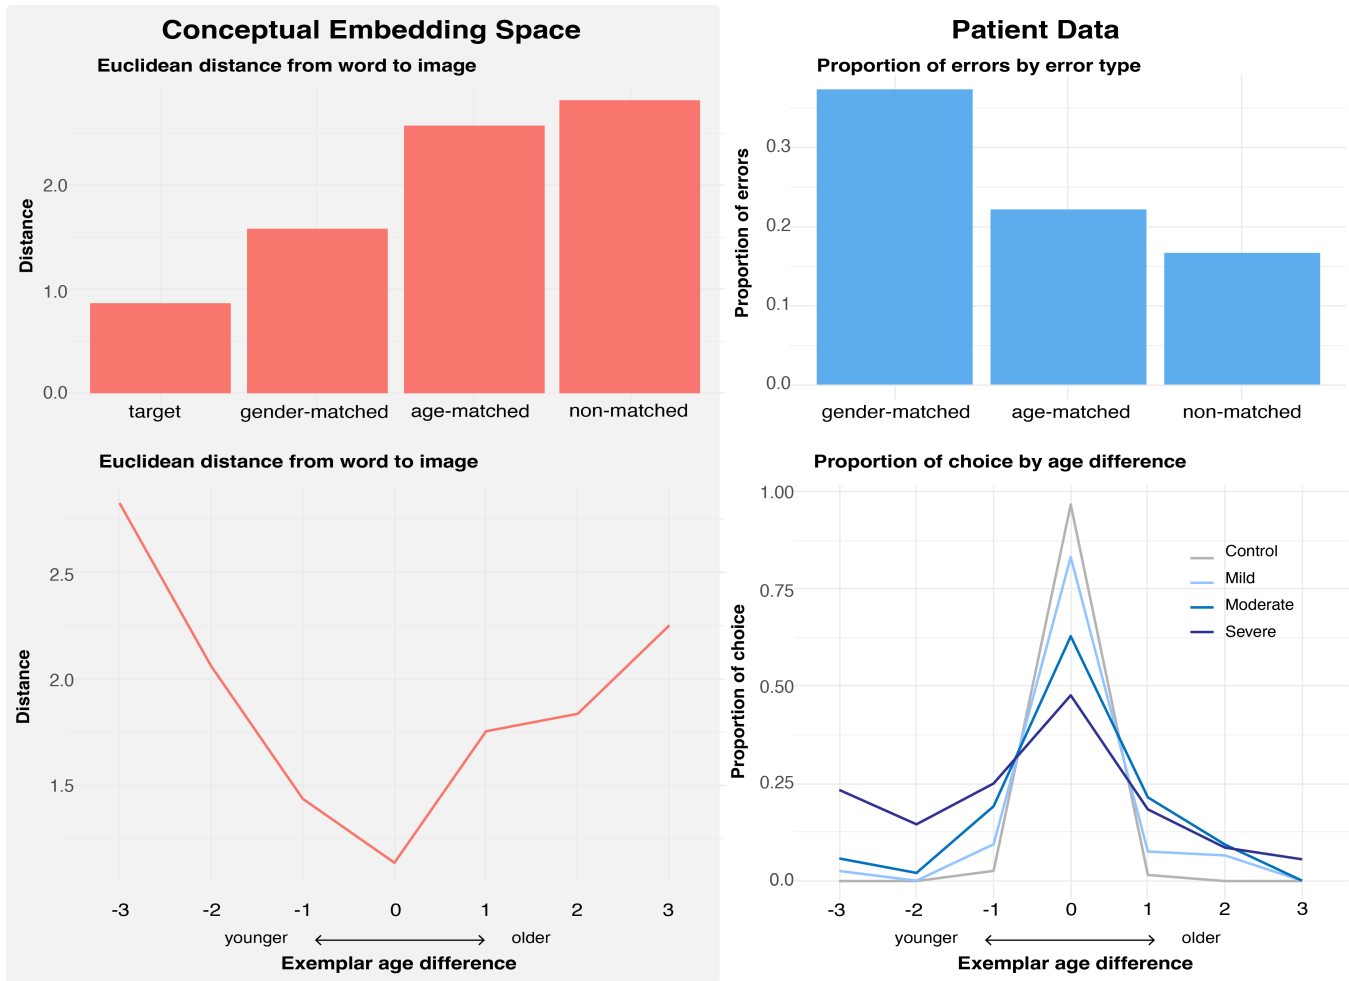 Conceptual Embedding Space
Euclidean distance from word to image
Distance
2.0
1.0
0.0
target gender-matched age-matched non-matched
Patient Data
Proportion of errors by error type
Proportion of errors
0.3
0.2
0.1
0.0
gender-matched age-matched non-matched
Euclidean distance from word to image
Distance
2.5
2.0
1.5
-3 -2 -1 0 1 2 3
younger older
Exemplar age difference
Proportion of choice by age difference
Proportion of choice
1.00
0.75
0.50
0.25
0.0
Control
Mild
Moderate
Severe
-3 -2 -1 0 1 2 3
younger older
Exemplar age difference